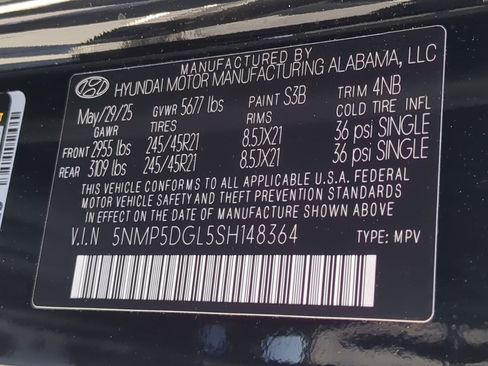 MANUFACTURED BY
HYUNDAI MOTOR MANUFACTURING ALABAMA, LLC
May/29/25 GVWR 5677 lbs PAINT S3B TRIM 4NB
GAWR TIRES RIMS COLD TIRE INFL
FRONT 2955 lbs 245/45R21 8.5JX21 36 psi SINGLE
REAR 3109 lbs 245/45R21 8.5JX21 36 psi SINGLE
THIS VEHICLE CONFORMS TO ALL APPLICABLE U.S.A. FEDERAL
MOTOR VEHICLE SAFETY AND THEFT PREVENTION STANDARDS
IN EFFECT ON THE DATE OF MANUFACTURE SHOWN ABOVE
V.I.N 5NMP5DGL5SH148364 TYPE: MPV